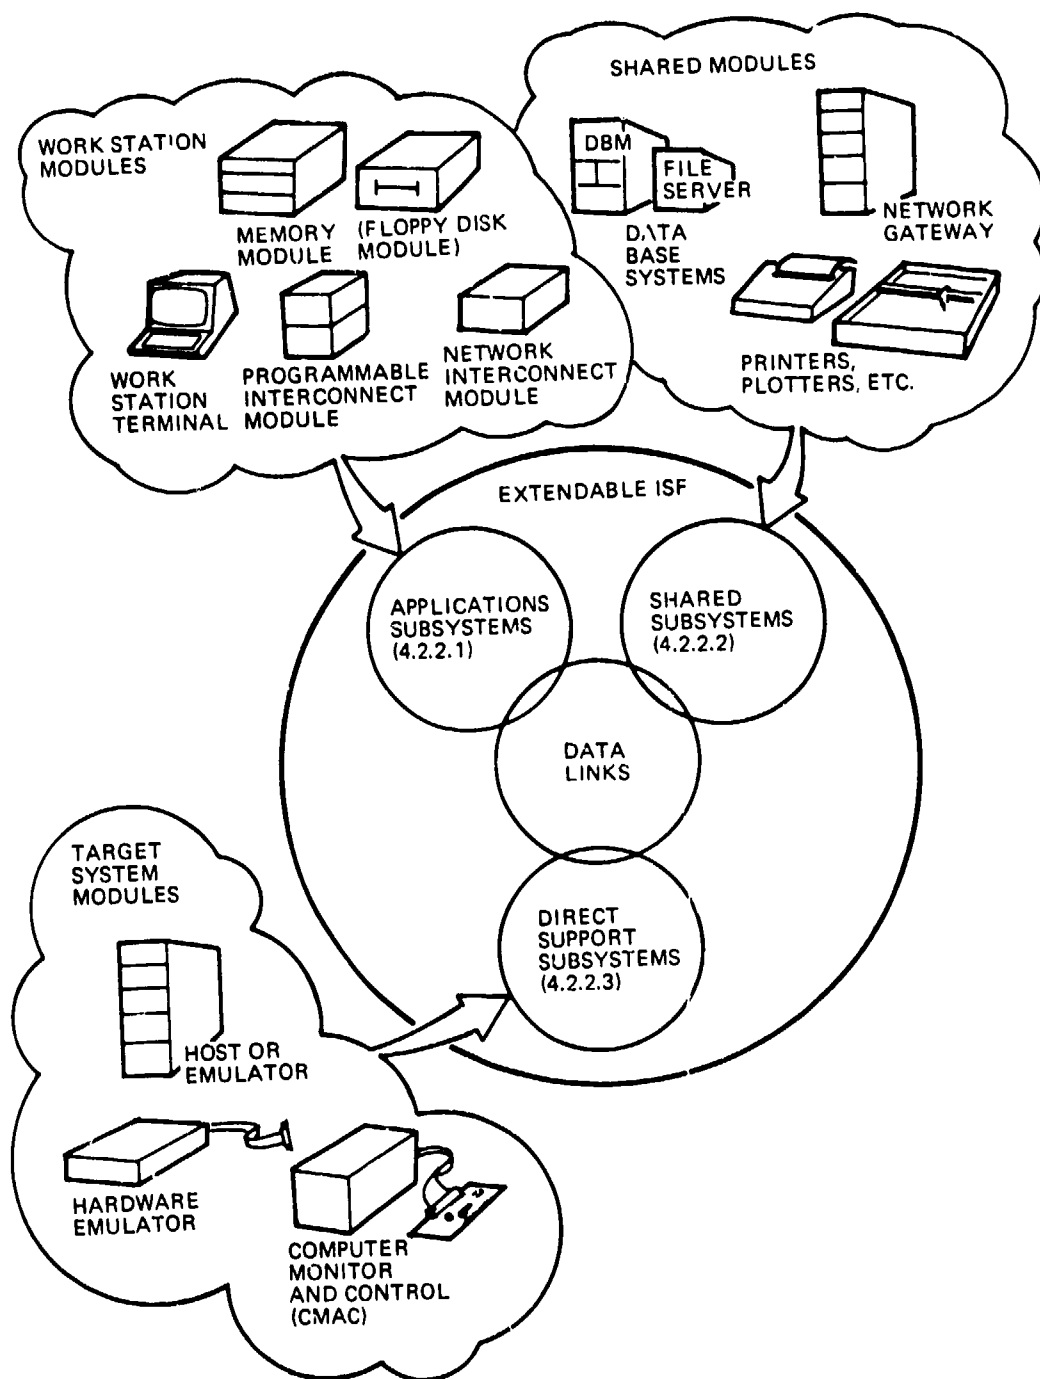 SHARED MODULES
WORK STATION
MODULES
DBM
FILE
SERVER
MEMORY
MODULE
(FLOPPY DISK
MODULE)
DATA
BASE
SYSTEMS
NETWORK
GATEWAY
WORK
STATION
TERMINAL
PROGRAMMABLE
INTERCONNECT
MODULE
NETWORK
INTERCONNECT
MODULE
PRINTERS,
PLOTTERS, ETC.
EXTENDABLE ISF
APPLICATIONS
SUBSYSTEMS
(4.2.2.1)
SHARED
SUBSYSTEMS
(4.2.2.2)
DATA
LINKS
TARGET
SYSTEM
MODULES
DIRECT
SUPPORT
SUBSYSTEMS
(4.2.2.3)
HOST OR
EMULATOR
HARDWARE
EMULATOR
COMPUTER
MONITOR
AND CONTROL
(CMAC)